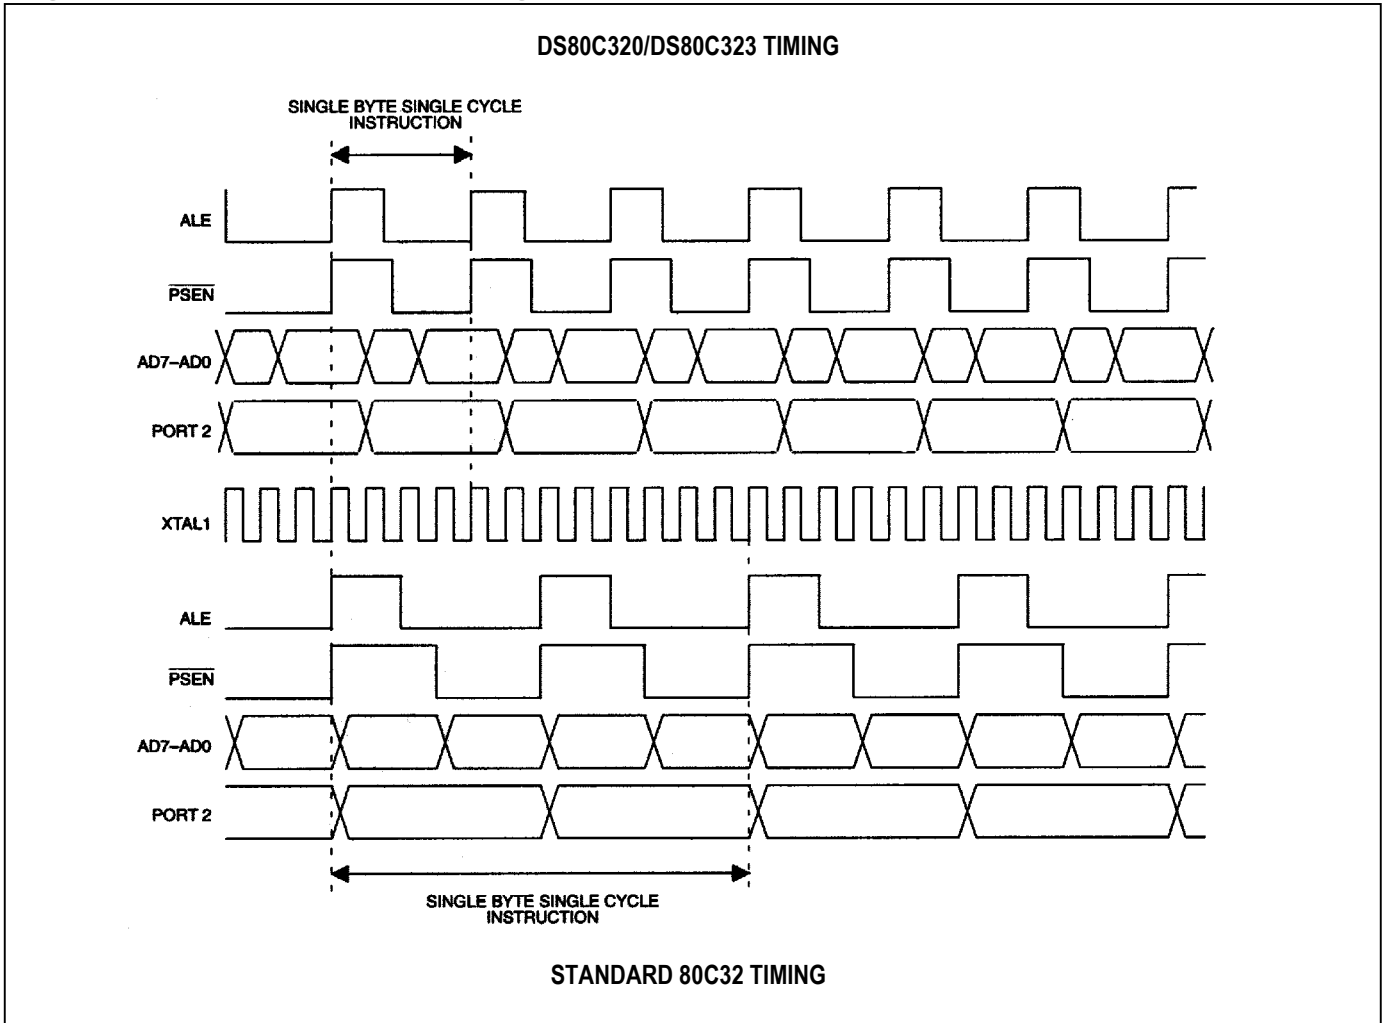 DS80C320/DS80C323 TIMING
SINGLE BYTE SINGLE CYCLE
INSTRUCTION
ALE
PSEN
AD7–AD0
PORT 2
XTAL1
ALE
PSEN
AD7–AD0
PORT 2
SINGLE BYTE SINGLE CYCLE
INSTRUCTION
STANDARD 80C32 TIMING